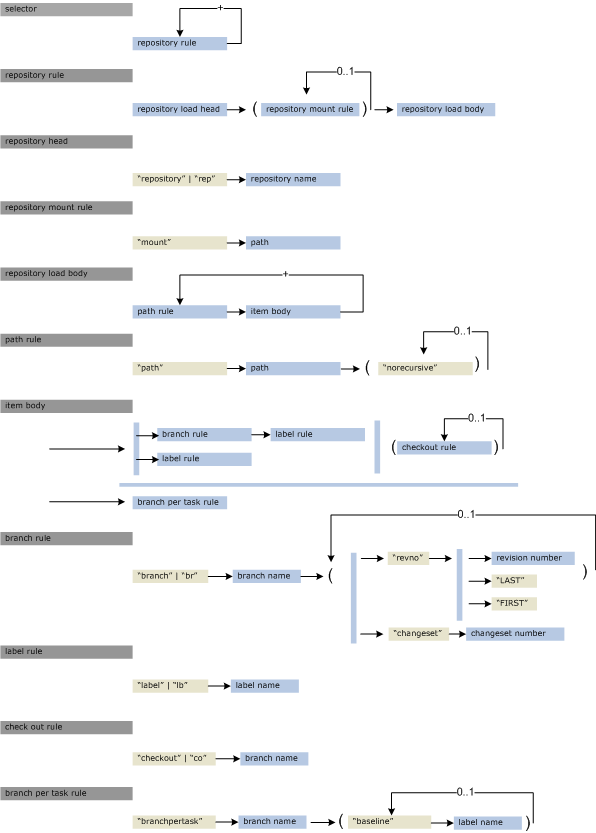 selector
+
repository rule
repository rule
0..1
repository load head ( repository mount rule ) repository load body
repository head
“repository” | “rep” repository name
repository mount rule
“mount” path
repository load body
+
path rule item body
path rule
0..1
“path” path ( “norecursive” )
item body
0..1
branch rule label rule
( checkout rule )
label rule
branch per task rule
branch rule
0..1
“revno” revision number
“branch” | “br” branch name ( )
“LAST”
“FIRST”
“changeset” changeset number
label rule
“label” | “lb” label name
check out rule
“checkout” | “co” branch name
branch per task rule
0..1
“branchpertask” branch name ( “baseline” label name )